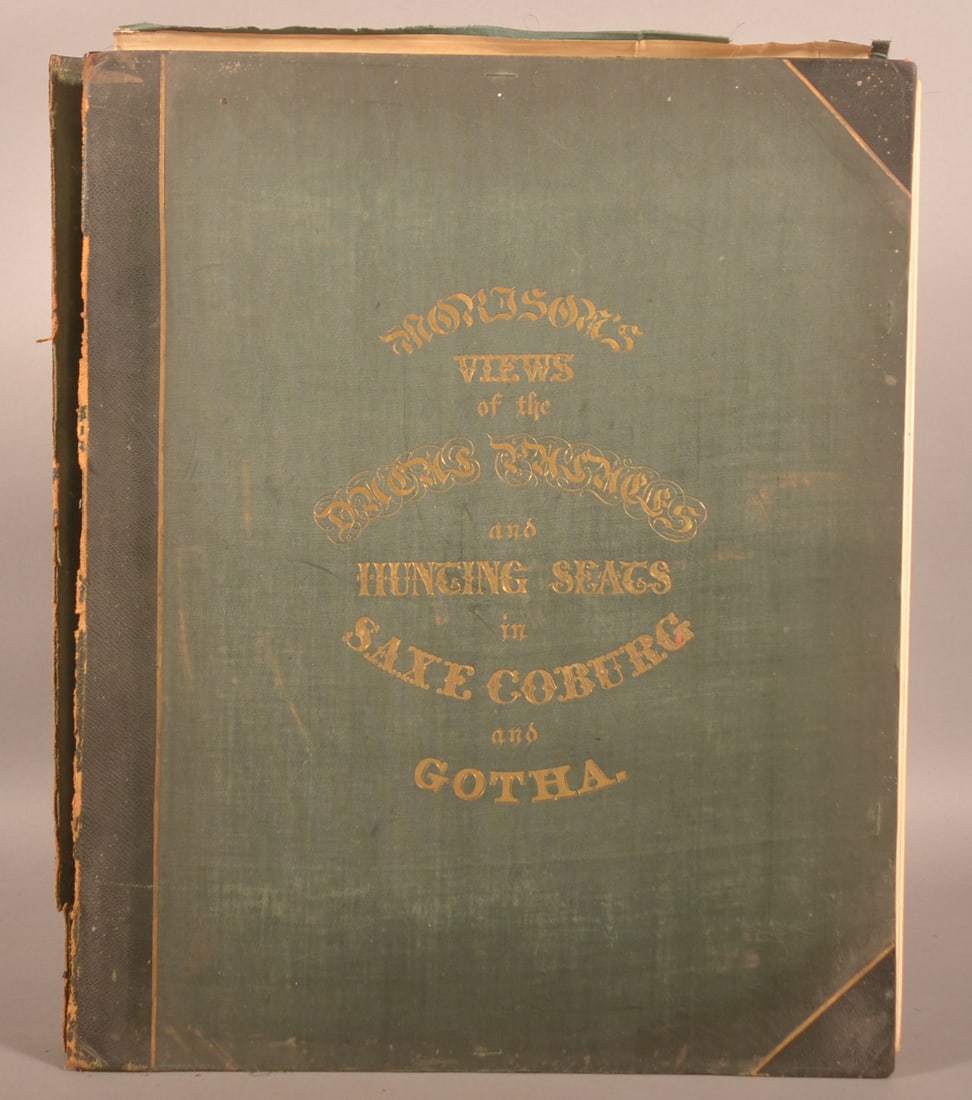 MORISON'S
VIEWS
of the
DUCAL PALACES
and
HUNTING SEATS
in
SAXE COBURG
and
GOTHA.